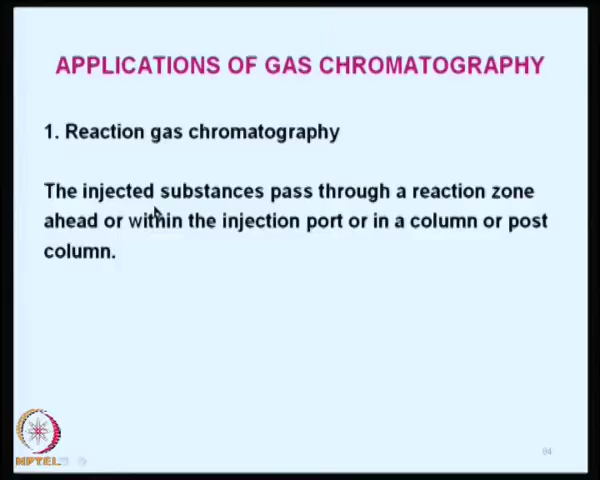 APPLICATIONS OF GAS CHROMATOGRAPHY
1. Reaction gas chromatography
The injected substances pass through a reaction zone
ahead or within the injection port or in a column or post
column.
NPTEL
64